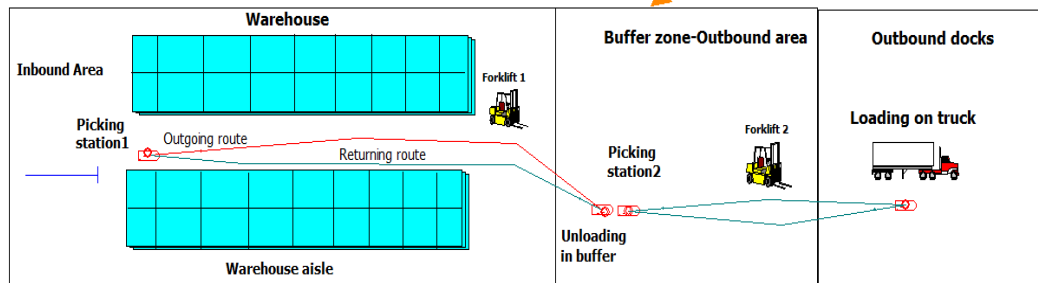 Warehouse
Buffer zone-Outbound area
Outbound docks
Inbound Area
Forklift 1
Picking
station1
Outgoing route
Returning route
Forklift 2
Picking
station2
Loading on truck
Unloading
in buffer
Warehouse aisle